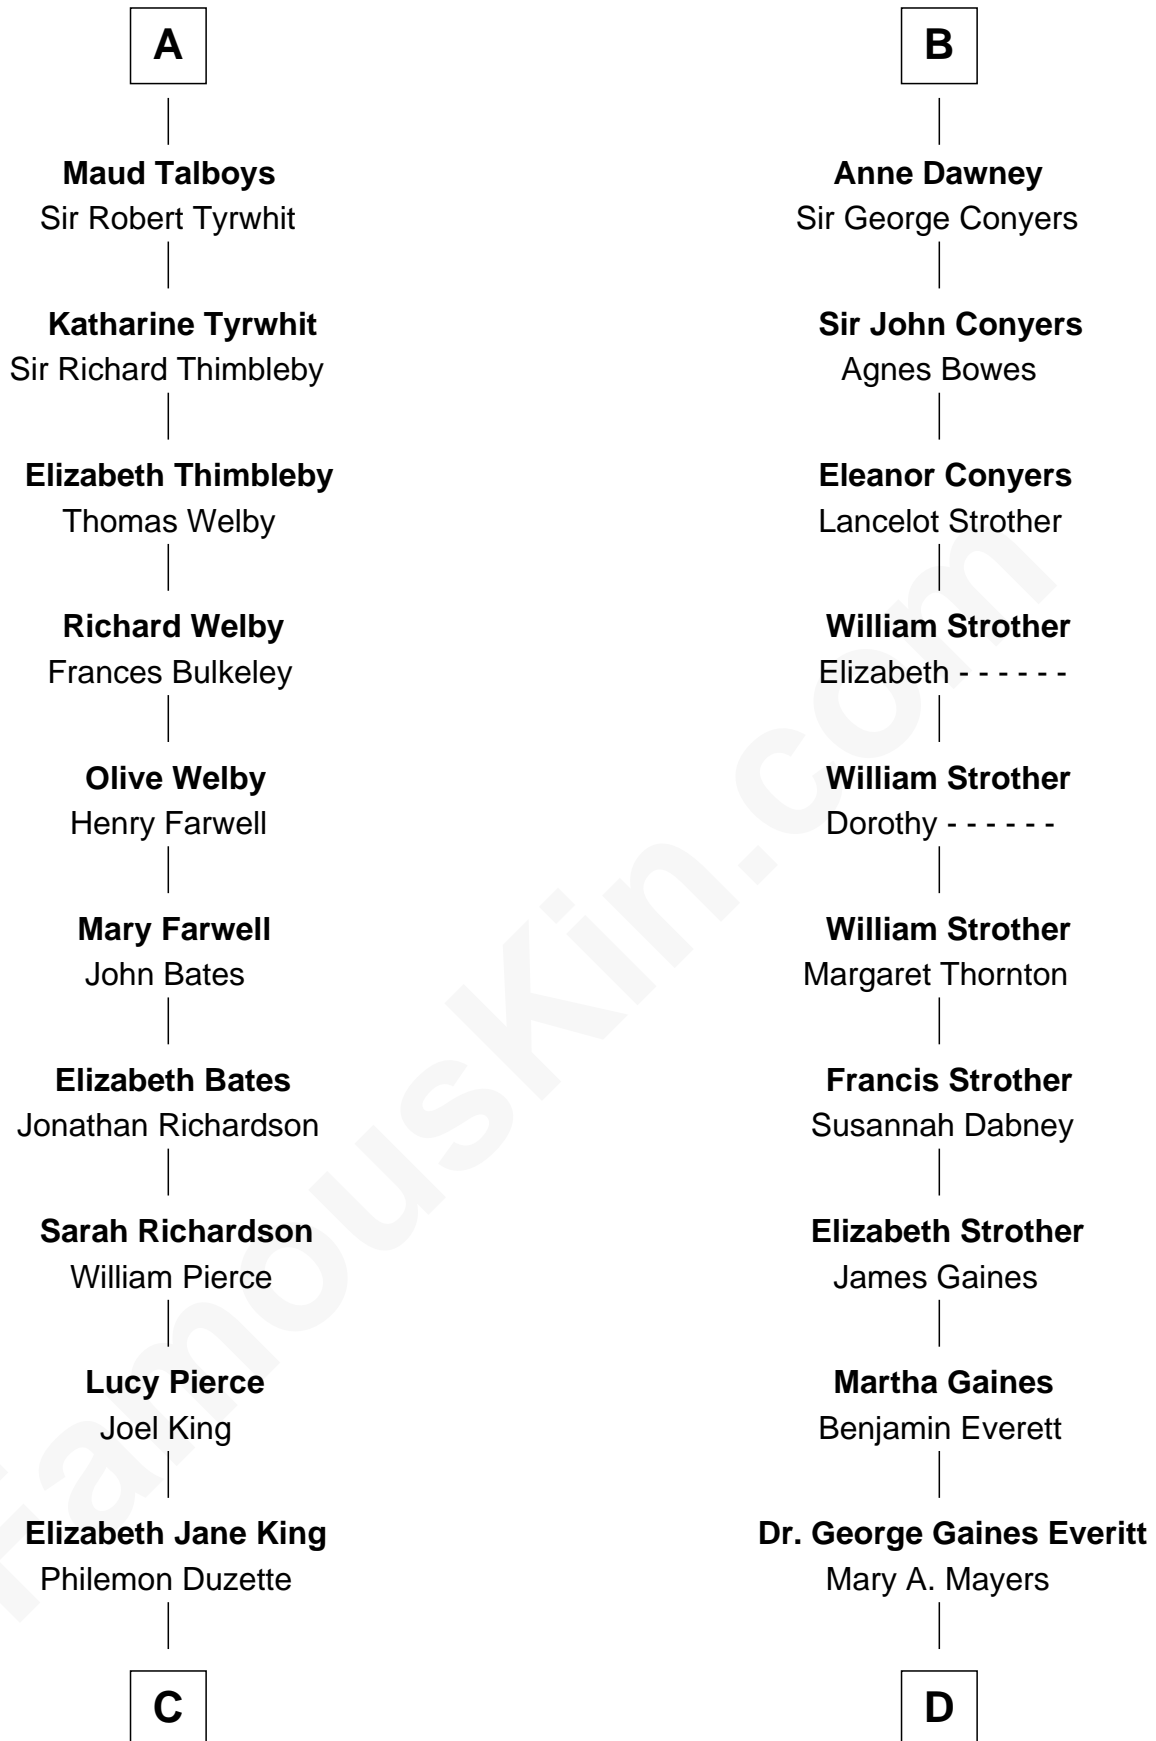 A
Maud Talboys
Sir Robert Tyrwhit
Katharine Tyrwhit
Sir Richard Thimbleby
Elizabeth Thimbleby
Thomas Welby
Richard Welby
Frances Bulkeley
Olive Welby
Henry Farwell
Mary Farwell
John Bates
Elizabeth Bates
Jonathan Richardson
Sarah Richardson
William Pierce
Lucy Pierce
Joel King
Elizabeth Jane King
Philemon Duzette
C
B
Anne Dawney
Sir George Conyers
Sir John Conyers
Agnes Bowes
Eleanor Conyers
Lancelot Strother
William Strother
Elizabeth - - - - - -
William Strother
Dorothy - - - - - -
William Strother
Margaret Thornton
Francis Strother
Susannah Dabney
Elizabeth Strother
James Gaines
Martha Gaines
Benjamin Everett
Dr. George Gaines Everitt
Mary A. Mayers
D
FamousKin.com